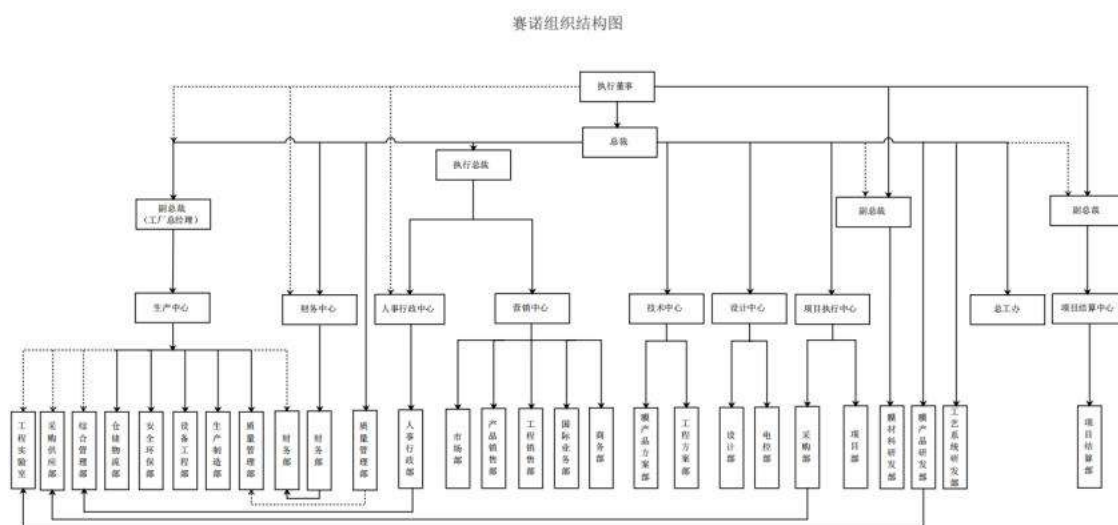 赛诺组织结构图
执行董事
总裁
执行总裁
副总裁
（工厂总经理）
副总裁
副总裁
生产中心
财务中心
人事行政中心
营销中心
技术中心
设计中心
项目执行中心
总工办
项目结算中心
工程实验室
采购供应部
综合管理部
仓储物流部
安全环保部
设备工程部
生产制造部
质量管理部
财务部
财务部
质量管理部
人事行政部
市场部
产品销售部
工程销售部
国际业务部
商务部
膜产品方案部
工程方案部
设计部
电控部
采购部
项目部
膜材料研发部
膜产品研发部
工艺系统研发部
项目结算部